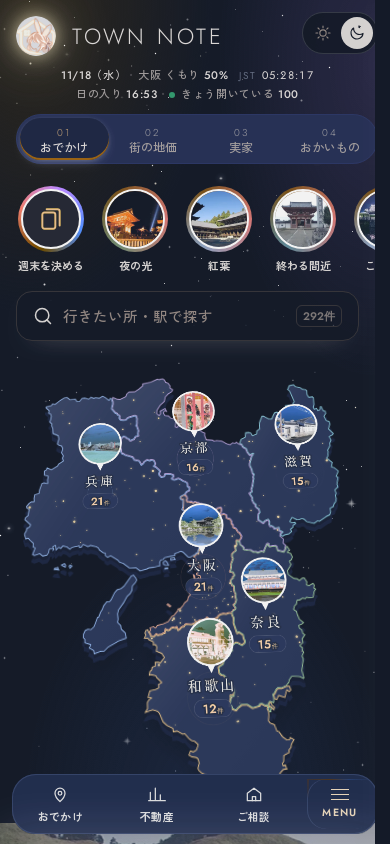 TOWN NOTE
11/18（水） · 大阪 くもり 50% JST 05:28:17
日の入り 16:53 · きょう開いている 100
01 02 03 04
おでかけ 街の地価 実家 おかいもの
週末を決める 夜の光 紅葉 終わる間近 こ
行きたい所・駅で探す 292件
京都
16件
滋賀
15件
兵庫
21件
大阪
21件
奈良
15件
和歌山
12件
おでかけ 不動産 ご相談 MENU